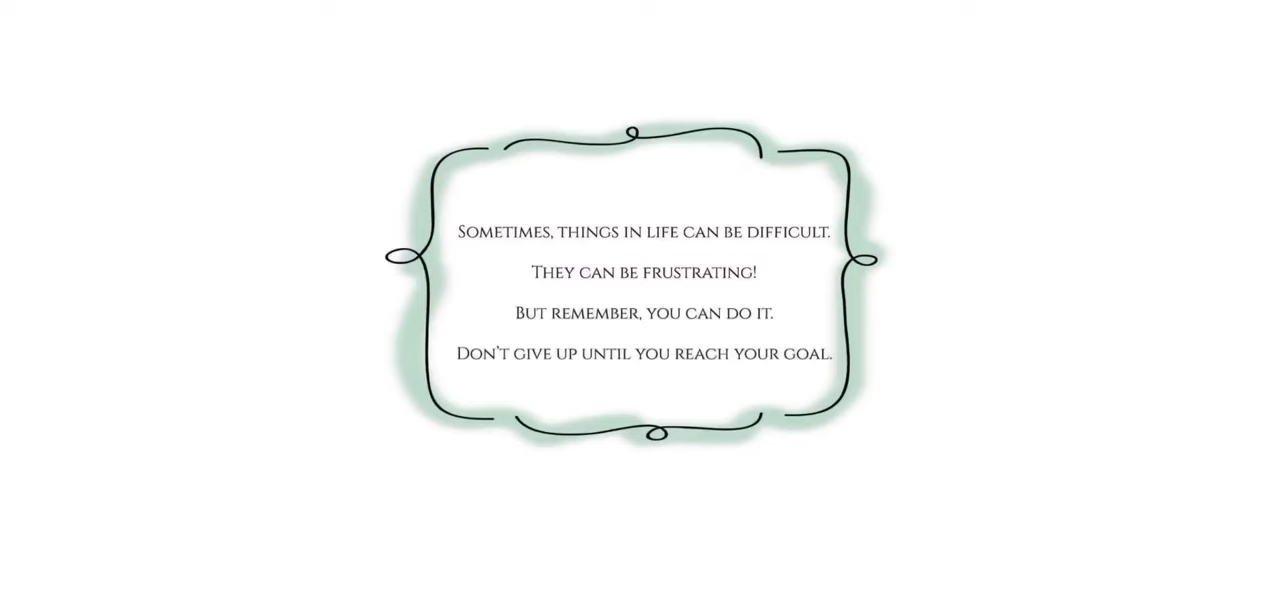 Sometimes, things in life can be difficult.
They can be frustrating!
But remember, you can do it.
Don't give up until you reach your goal.